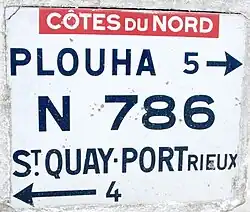 CÔTES DU NORD
PLOUHA 5 →
N 786
ST QUAY-PORTRIEUX
← 4